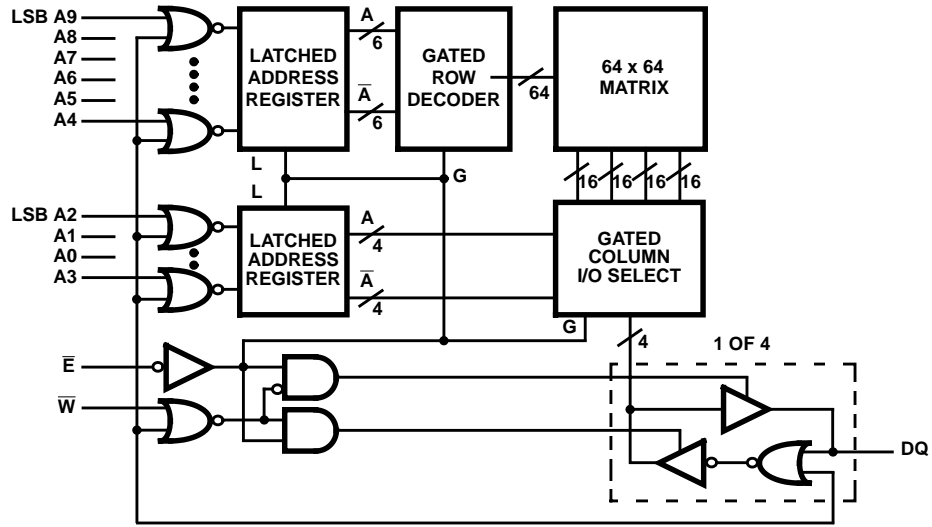 LSB A9
A8
A7
A6
A5
A4
LATCHED
ADDRESS
REGISTER
A
6
A̅
6
GATED
ROW
DECODER
64
64 x 64
MATRIX
L
L
G
16
16
16
16
LSB A2
A1
A0
A3
LATCHED
ADDRESS
REGISTER
A
4
A̅
4
GATED
COLUMN
I/O SELECT
G
4
1 OF 4
E̅
W̅
DQ